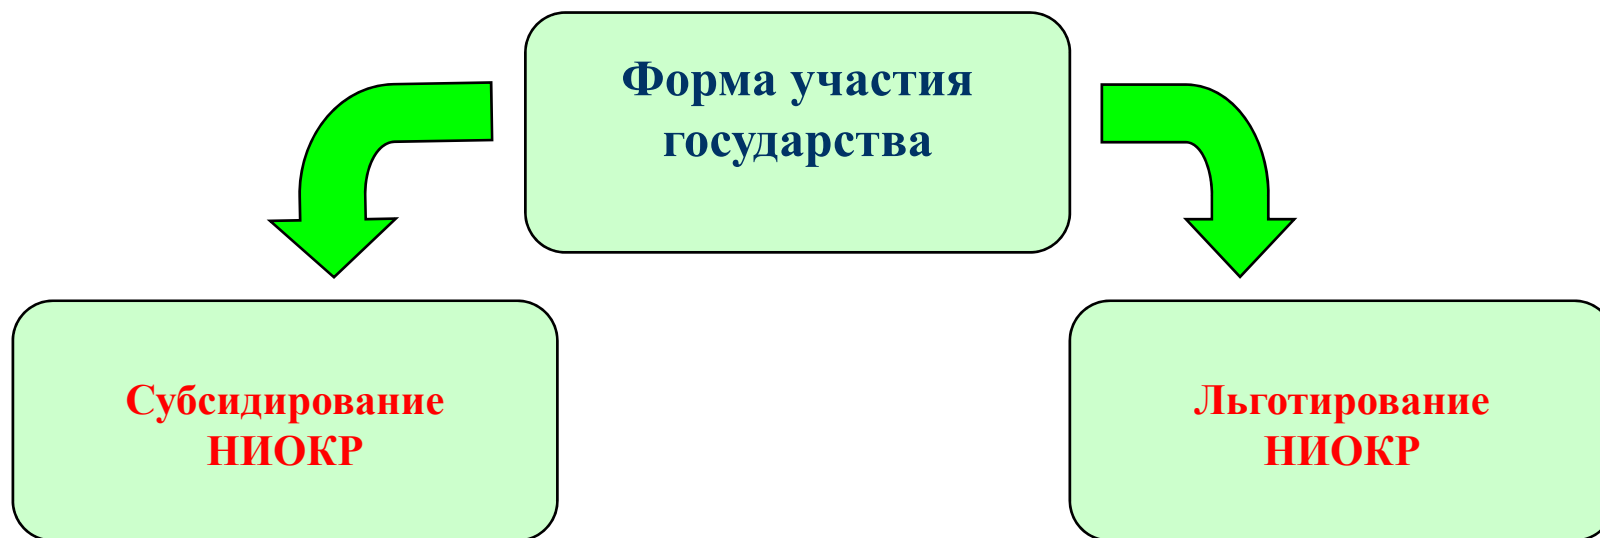 Форма участия
государства
Субсидирование
НИОКР
Льготирование
НИОКР